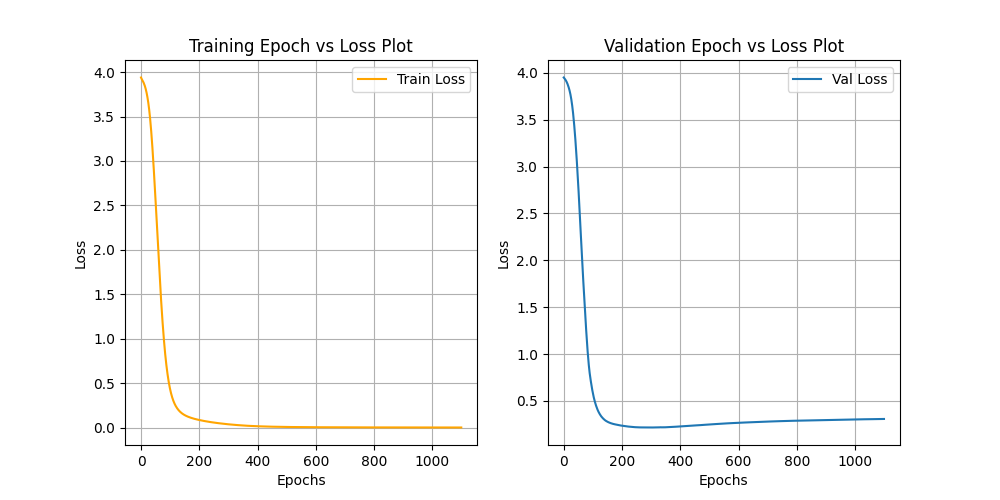 Training Epoch vs Loss Plot
Train Loss
4.0
3.5
3.0
2.5
2.0
1.5
1.0
0.5
0.0
Loss
0 200 400 600 800 1000
Epochs
Validation Epoch vs Loss Plot
Val Loss
4.0
3.5
3.0
2.5
2.0
1.5
1.0
0.5
Loss
0 200 400 600 800 1000
Epochs